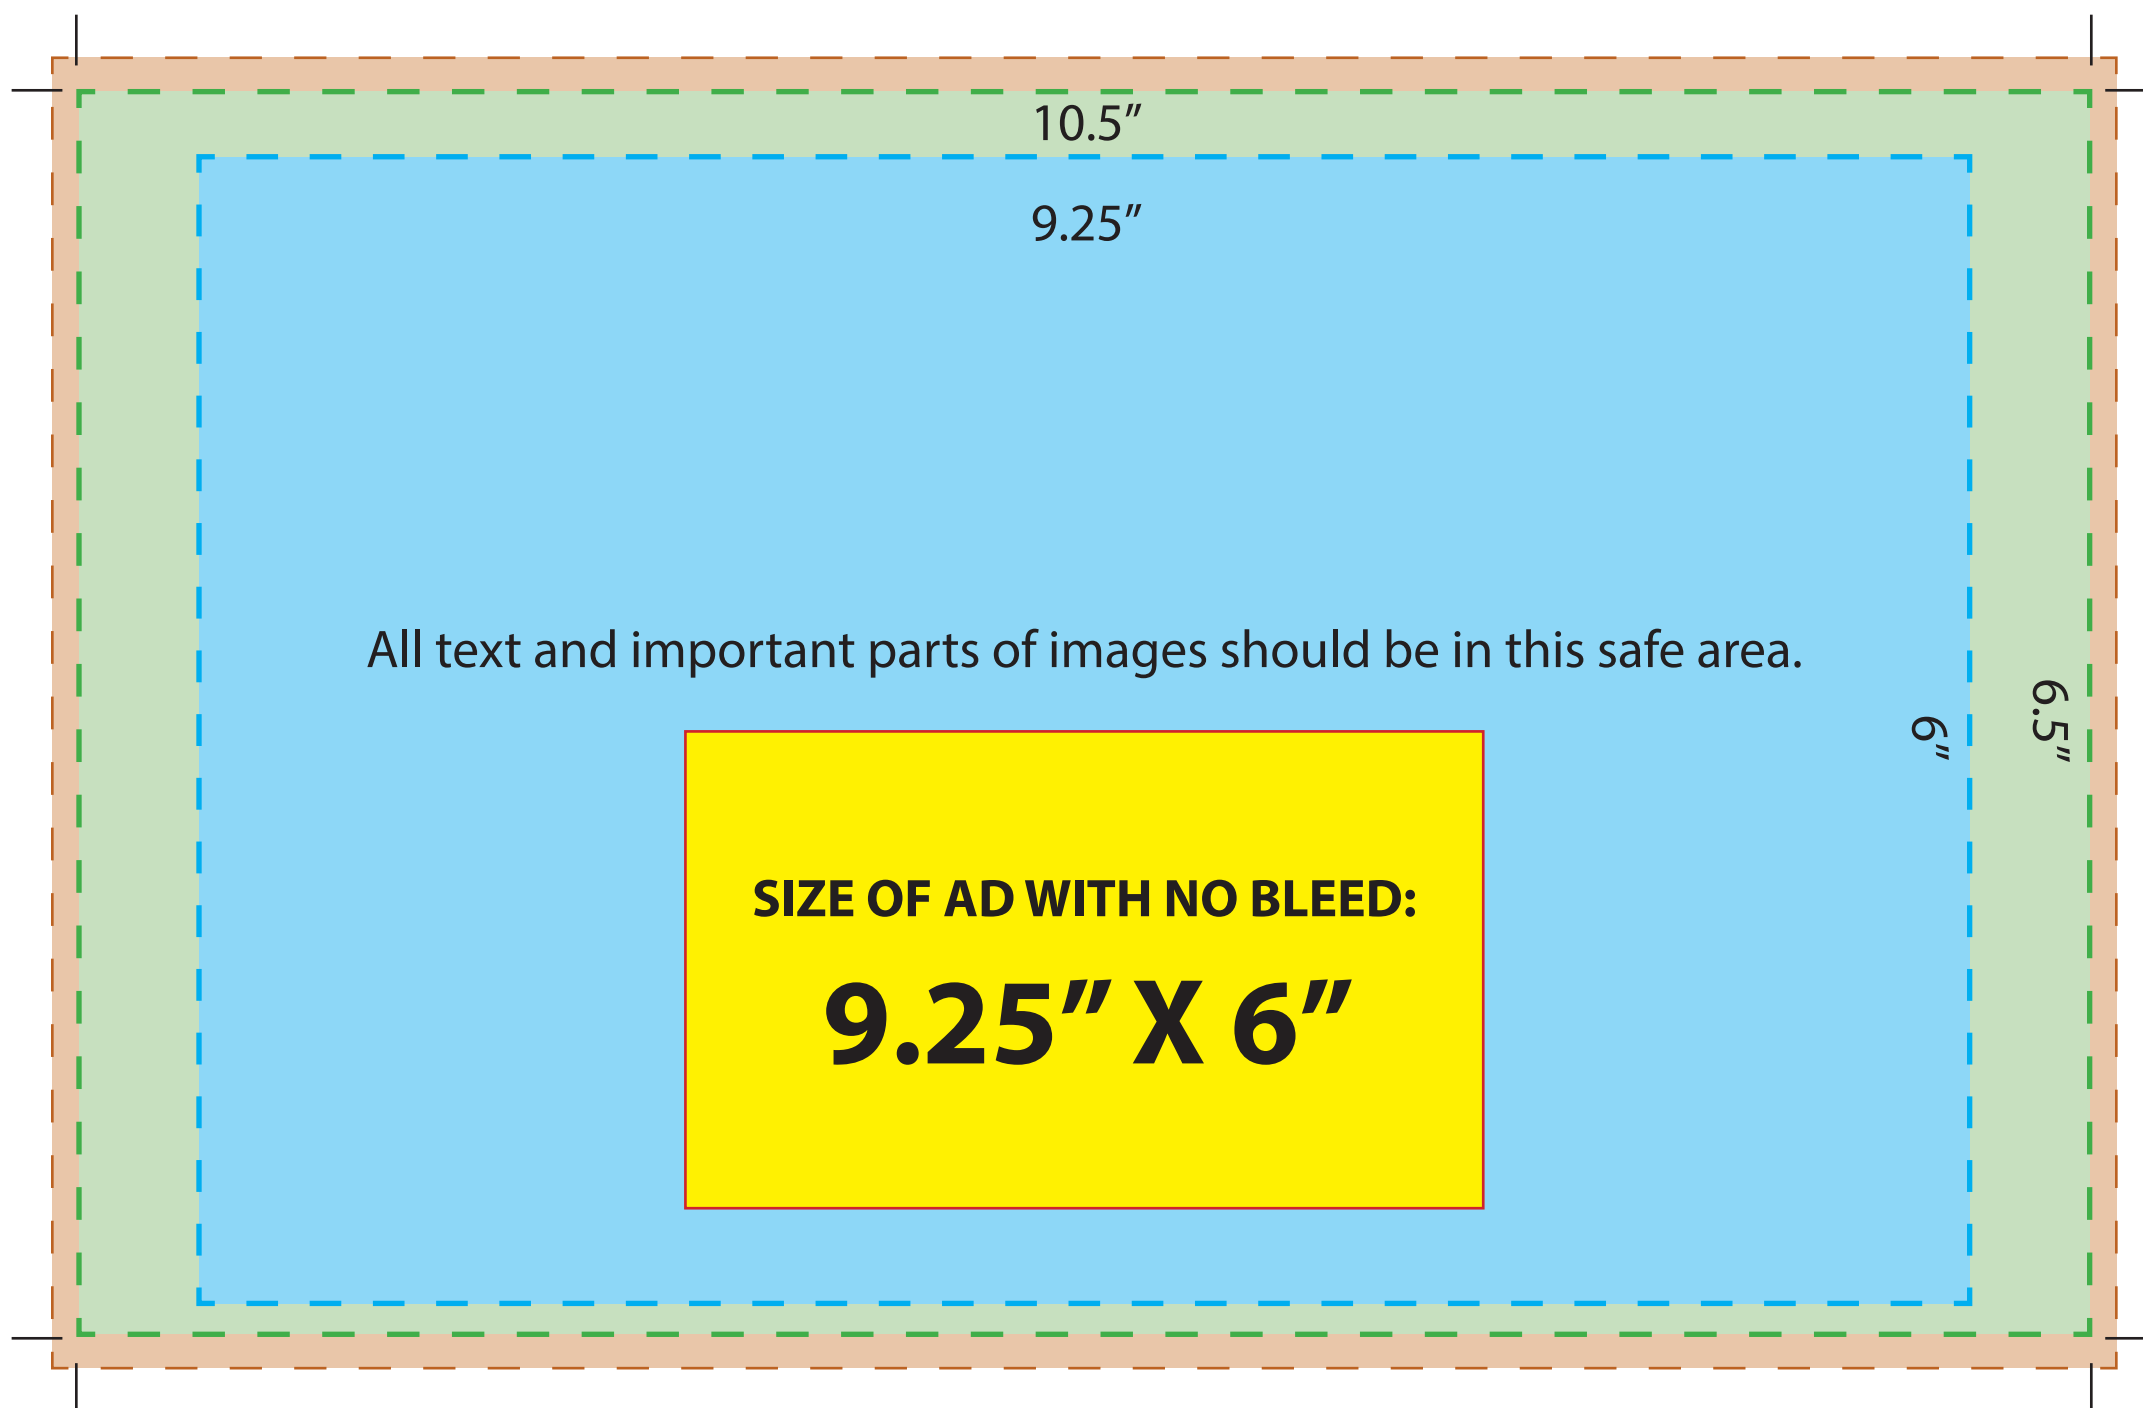 10.5”
9.25”
All text and important parts of images should be in this safe area.
6”
6.5”
SIZE OF AD WITH NO BLEED:
9.25” X 6”